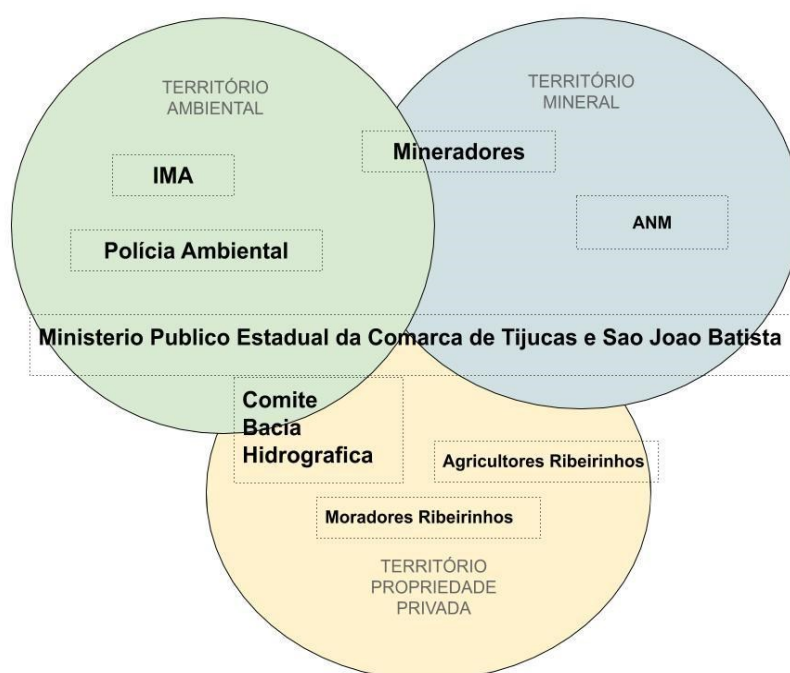 TERRITÓRIO
AMBIENTAL
TERRITÓRIO
MINERAL
Mineradores
IMA
ANM
Polícia Ambiental
Ministerio Publico Estadual da Comarca de Tijucas e Sao Joao Batista
Comite
Bacia
Hidrografica
Agricultores Ribeirinhos
Moradores Ribeirinhos
TERRITÓRIO
PROPRIEDADE
PRIVADA